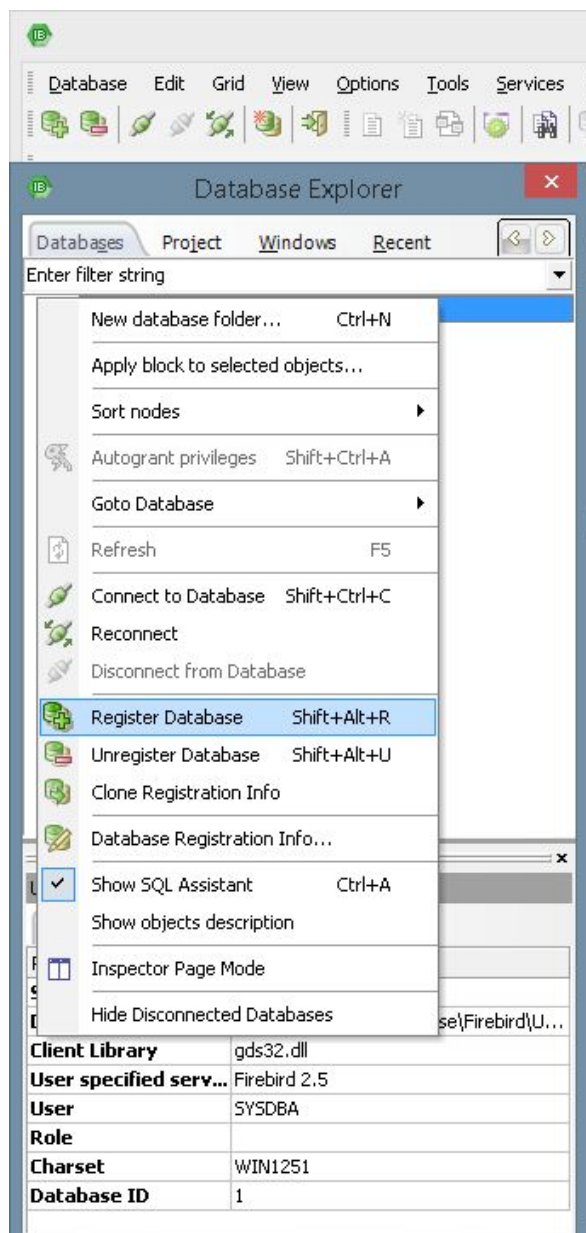 IB
Database Edit Grid View Options Tools Services
IB Database Explorer
Databases Project Windows Recent
Enter filter string
New database folder... Ctrl+N
Apply block to selected objects...
Sort nodes
Autogrant privileges Shift+Ctrl+A
Goto Database
Refresh F5
Connect to Database Shift+Ctrl+C
Reconnect
Disconnect from Database
Register Database Shift+Alt+R
Unregister Database Shift+Alt+U
Clone Registration Info
Database Registration Info...
Show SQL Assistant Ctrl+A
Show objects description
Inspector Page Mode
Hide Disconnected Databases
se\Firebird\U...
Client Library gds32.dll
User specified serv... Firebird 2.5
User SYSDBA
Role
Charset WIN1251
Database ID 1